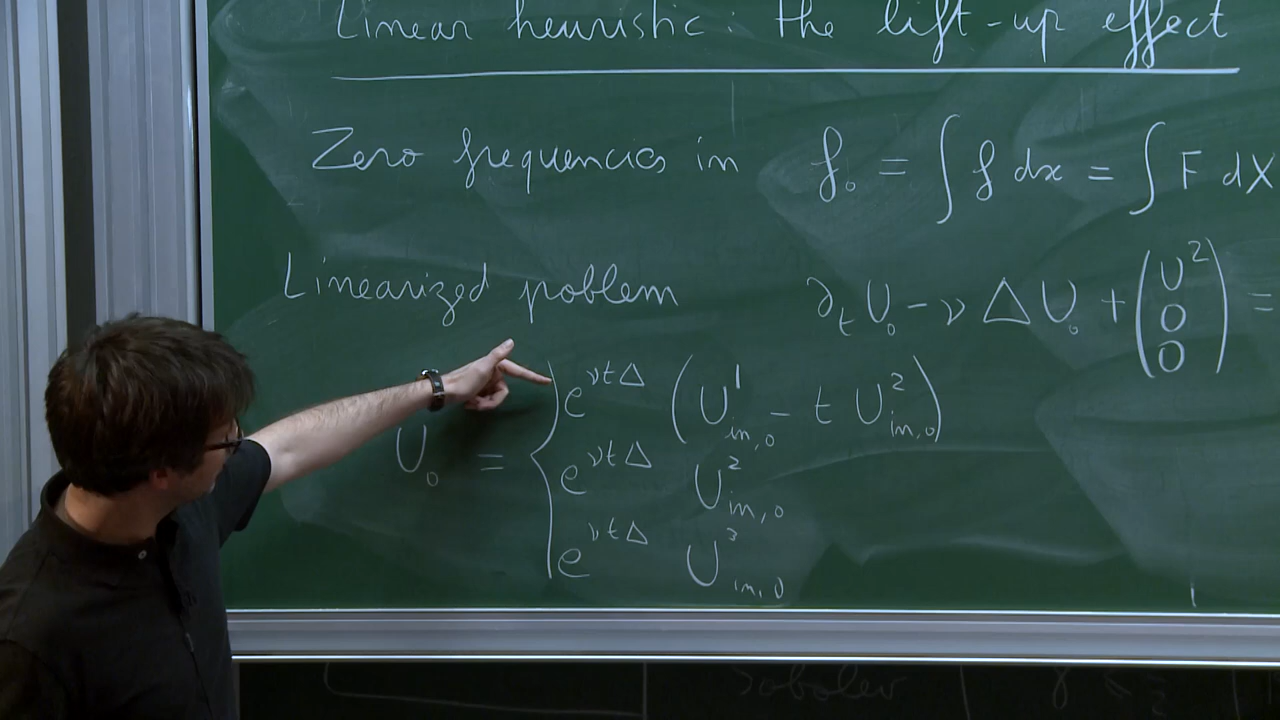 Linear heuristic: the lift-up effect
Zero frequencies in f₀ = ∫ f dx = ∫ F dX
Linearized problem ∂ₜ U₀ - ν Δ U₀ + (U² 0 0) =
U₀ = { e^{νtΔ} (U¹_{in,0} - t U²_{in,0})
e^{νtΔ} U²_{in,0}
e^{νtΔ} U³_{in,0}
Sobolev